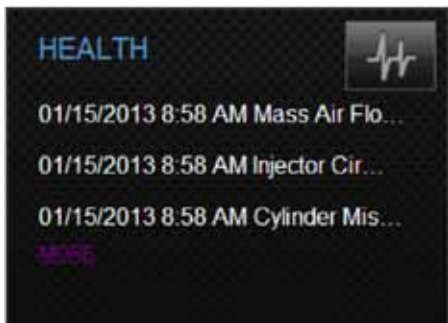 HEALTH
01/15/2013 8:58 AM Mass Air Flo...
01/15/2013 8:58 AM Injector Cir...
01/15/2013 8:58 AM Cylinder Mis...
MORE